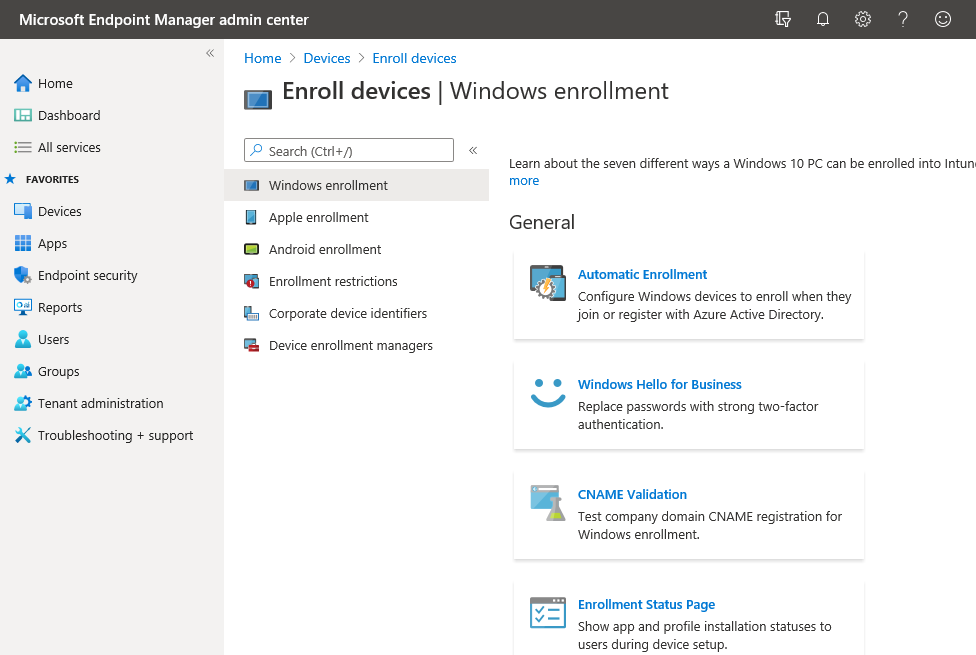 Microsoft Endpoint Manager admin center
«
Home
Dashboard
All services
FAVORITES
Devices
Apps
Endpoint security
Reports
Users
Groups
Tenant administration
Troubleshooting + support
Home > Devices > Enroll devices
Enroll devices | Windows enrollment
Search (Ctrl+/)
«
Windows enrollment
Apple enrollment
Android enrollment
Enrollment restrictions
Corporate device identifiers
Device enrollment managers
Learn about the seven different ways a Windows 10 PC can be enrolled into Intun
more
General
Automatic Enrollment
Configure Windows devices to enroll when they
join or register with Azure Active Directory.
Windows Hello for Business
Replace passwords with strong two-factor
authentication.
CNAME Validation
Test company domain CNAME registration for
Windows enrollment.
Enrollment Status Page
Show app and profile installation statuses to
users during device setup.